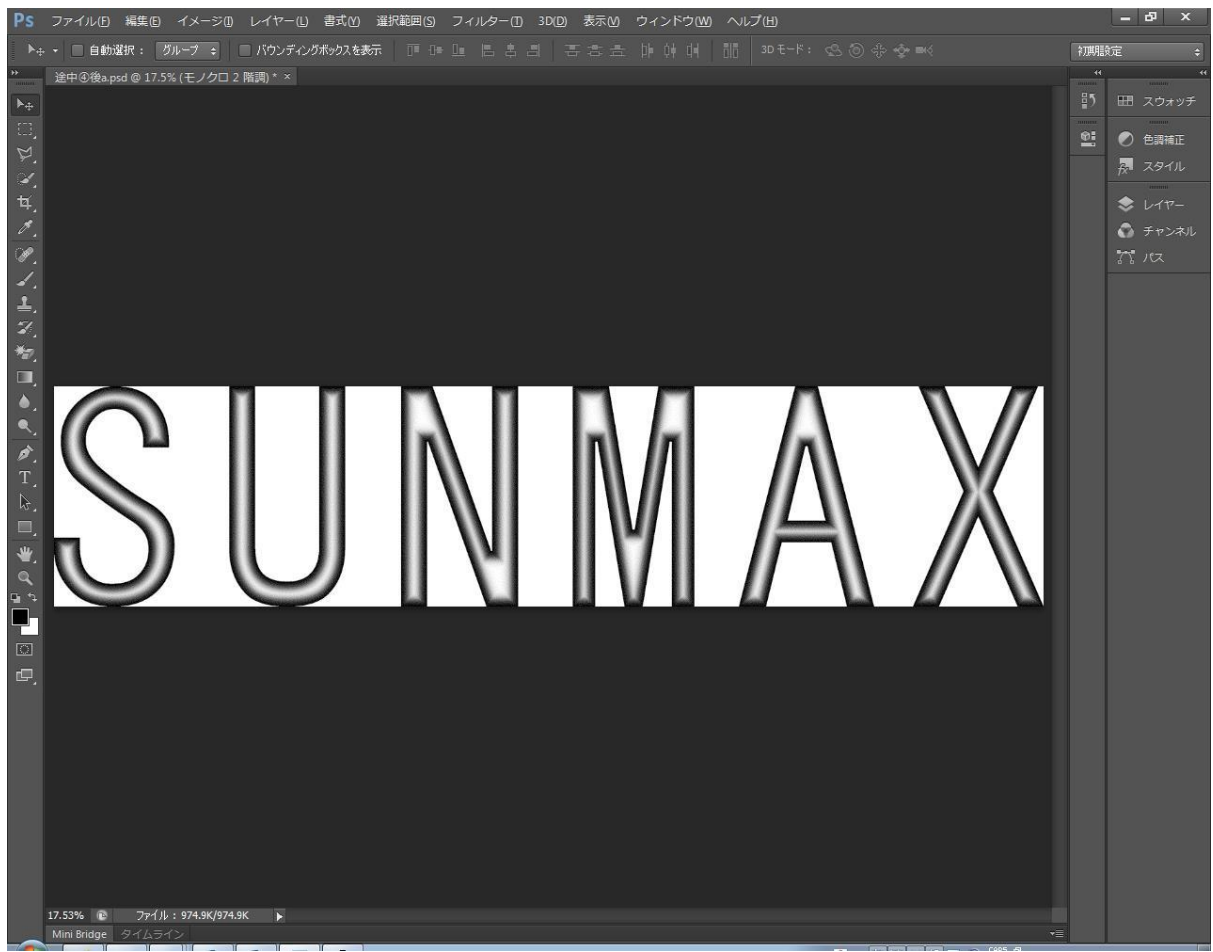 Ps ファイル(F) 編集(E) イメージ(I) レイヤー(L) 書式(Y) 選択範囲(S) フィルター(T) 3D(D) 表示(V) ウィンドウ(W) ヘルプ(H)
自動選択： グループ バウンディングボックスを表示 3D モード： 初期設定
途中④後a.psd @ 17.5% (モノクロ 2 階調) * ×
スウォッチ
色調補正
スタイル
レイヤー
チャンネル
パス
SUNMAX
17.53% ファイル : 974.9K/974.9K
Mini Bridge タイムライン